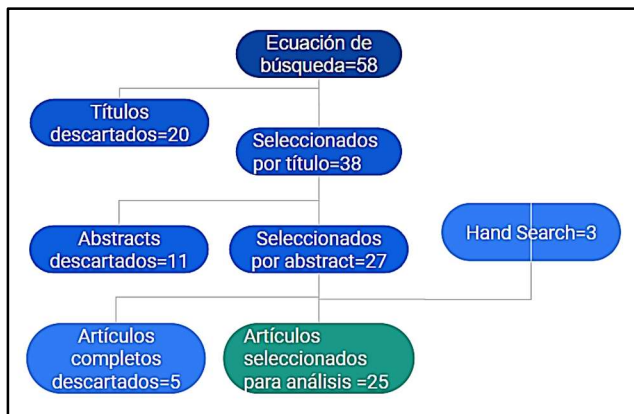 Ecuación de
búsqueda=58
Títulos
descartados=20
Seleccionados
por título=38
Abstracts
descartados=11
Seleccionados
por abstract=27
Hand Search=3
Artículos
completos
descartados=5
Artículos
seleccionados
para análisis =25